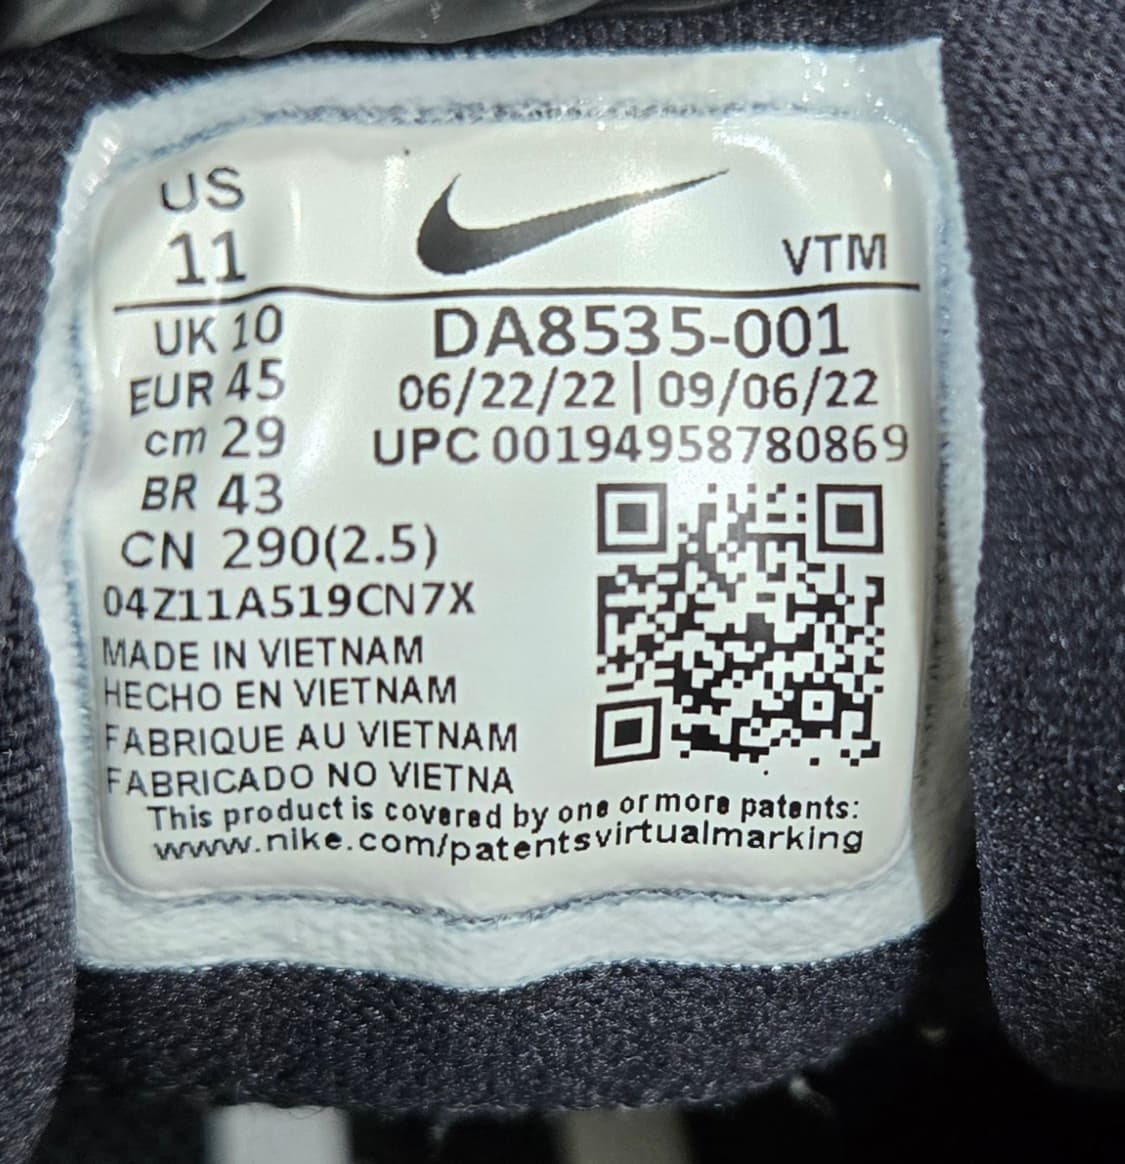 US
11
VTM
UK 10
DA8535-001
EUR 45
06/22/22 | 09/06/22
cm 29
UPC 00194958780869
BR 43
CN 290(2.5)
04Z11A519CN7X
MADE IN VIETNAM
HECHO EN VIETNAM
FABRIQUE AU VIETNAM
FABRICADO NO VIETNA
This product is covered by one or more patents:
www.nike.com/patentsvirtualmarking